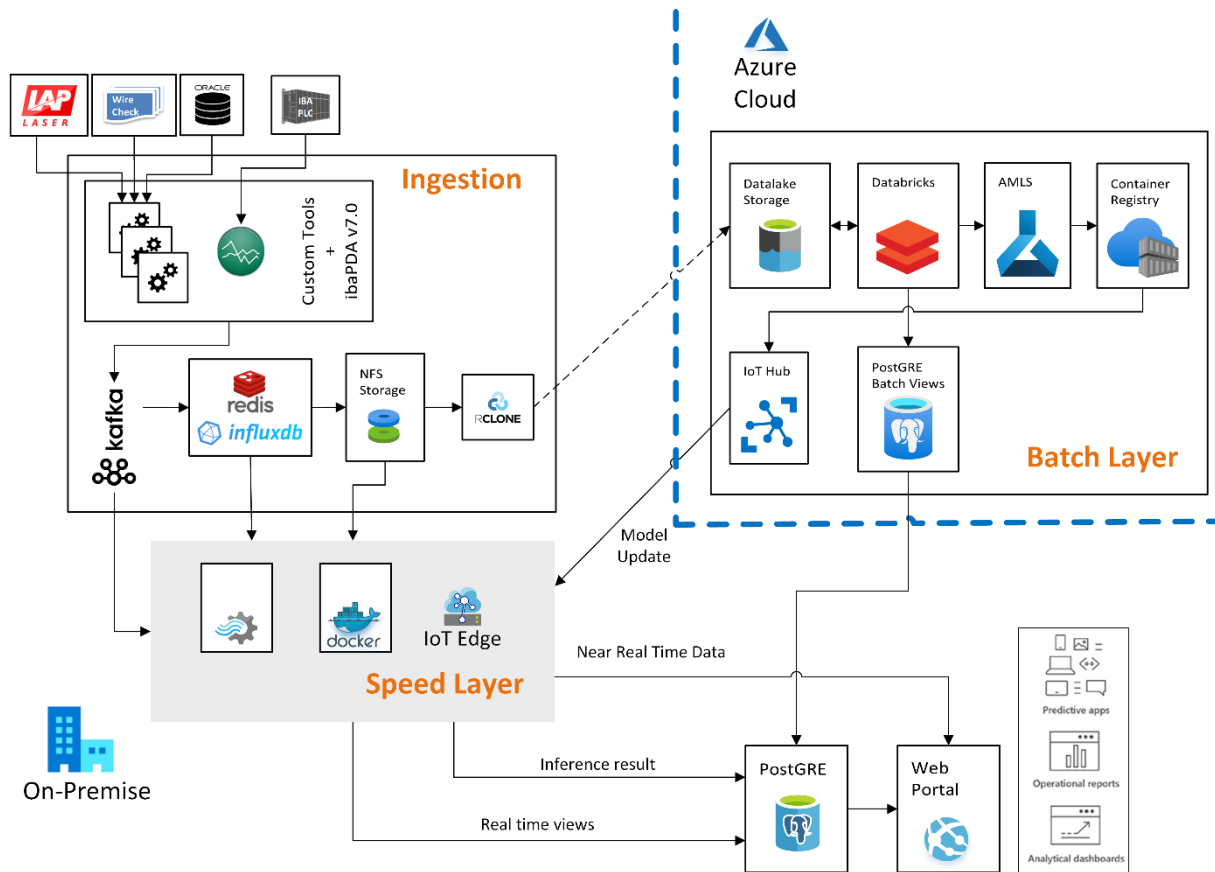 Azure
Cloud
LAP
LASER
Wire
Check
ORACLE
IBA
PLC
Ingestion
Custom Tools
+
ibaPDA v7.0
kafka
redis
influxdb
NFS
Storage
RCLONE
Datalake
Storage
Databricks
AMLS
Container
Registry
IoT Hub
PostGRE
Batch Views
Batch Layer
Model
Update
docker
IoT Edge
Speed Layer
Near Real Time Data
On-Premise
Inference result
Real time views
PostGRE
Web
Portal
Predictive apps
Operational reports
Analytical dashboards